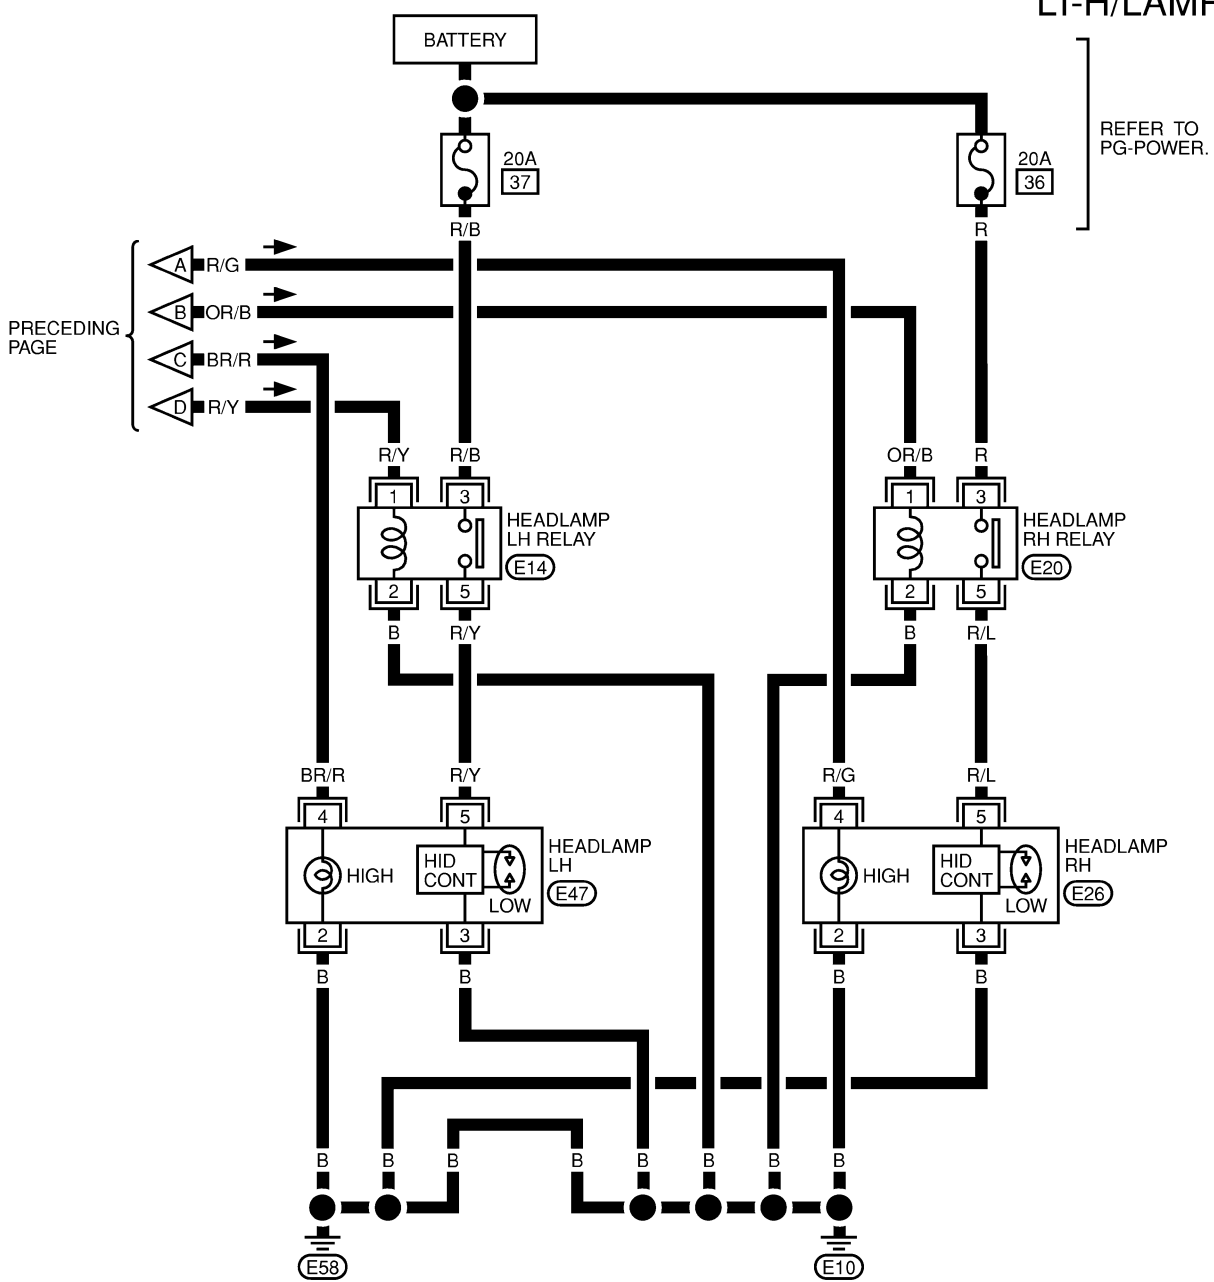 LT-H/LAMP
BATTERY
REFER TO
PG-POWER.
20A
37
20A
36
R/B
R
A
R/G
B
OR/B
PRECEDING
PAGE
C
BR/R
D
R/Y
R/Y
R/B
OR/B
R
1
3
1
3
HEADLAMP
LH RELAY
E14
HEADLAMP
RH RELAY
E20
2
5
2
5
B
R/Y
B
R/L
BR/R
R/Y
R/G
R/L
4
5
4
5
HIGH
HID
CONT
LOW
HEADLAMP
LH
E47
HIGH
HID
CONT
LOW
HEADLAMP
RH
E26
2
3
2
3
B
B
B
B
B
B
B
B
B
B
B
B
E58
E10